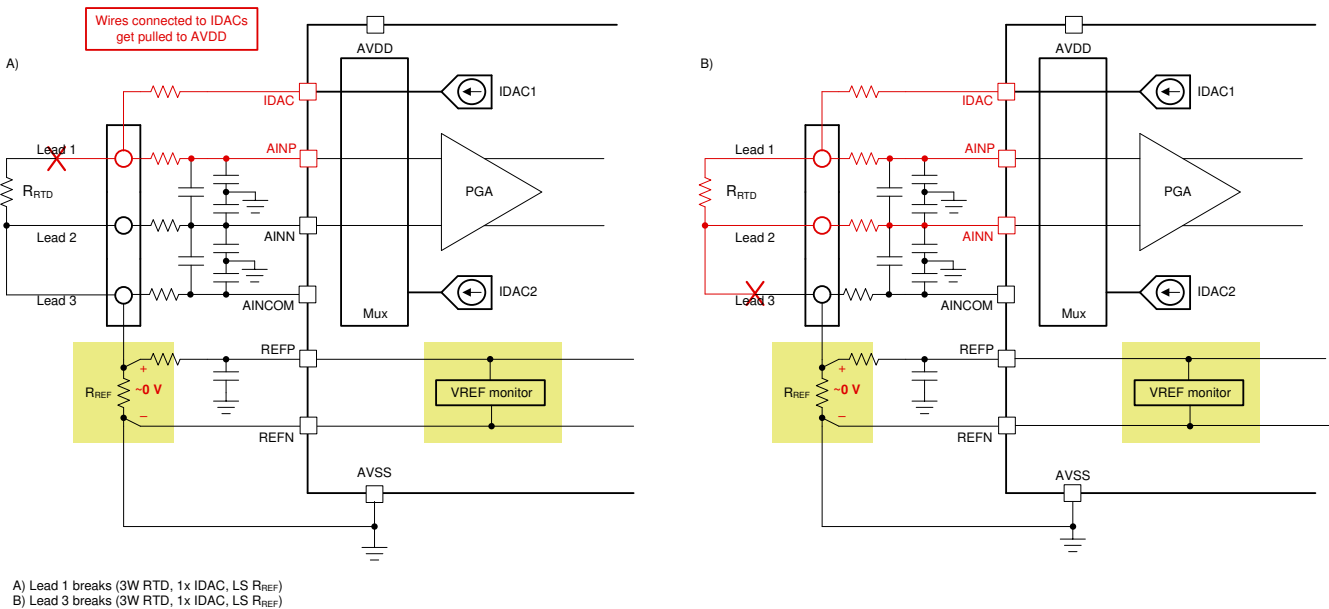 Wires connected to IDACs
get pulled to AVDD
A)
AVDD
IDAC
IDAC1
Lead 1
AINP
RRTD
PGA
Lead 2
AINN
Lead 3
IDAC2
AINCOM
Mux
REFP
+
RREF
~0 V
VREF monitor
–
REFN
AVSS
B)
AVDD
IDAC
IDAC1
Lead 1
AINP
RRTD
PGA
Lead 2
AINN
Lead 3
IDAC2
AINCOM
Mux
REFP
+
RREF
~0 V
VREF monitor
–
REFN
AVSS
A) Lead 1 breaks (3W RTD, 1x IDAC, LS RREF)
B) Lead 3 breaks (3W RTD, 1x IDAC, LS RREF)